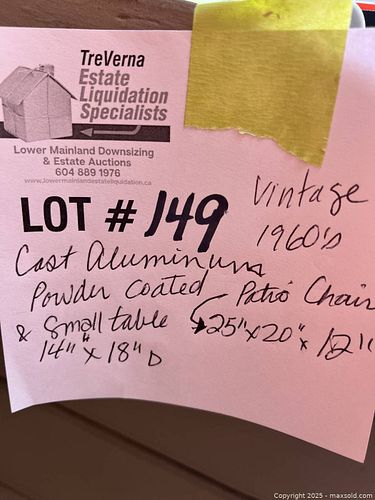 TreVerna
Estate
Liquidation
Specialists
Lower Mainland Downsizing
& Estate Auctions
604 889 1976
www.lowermainlandestateliquidation.ca
LOT # 149
Vintage
1960's
Cast Aluminum
Powder Coated Patio Chair
& Small table 25" x 20" x 12"
14" x 18" D
Copyright 2025 - maxsold.com